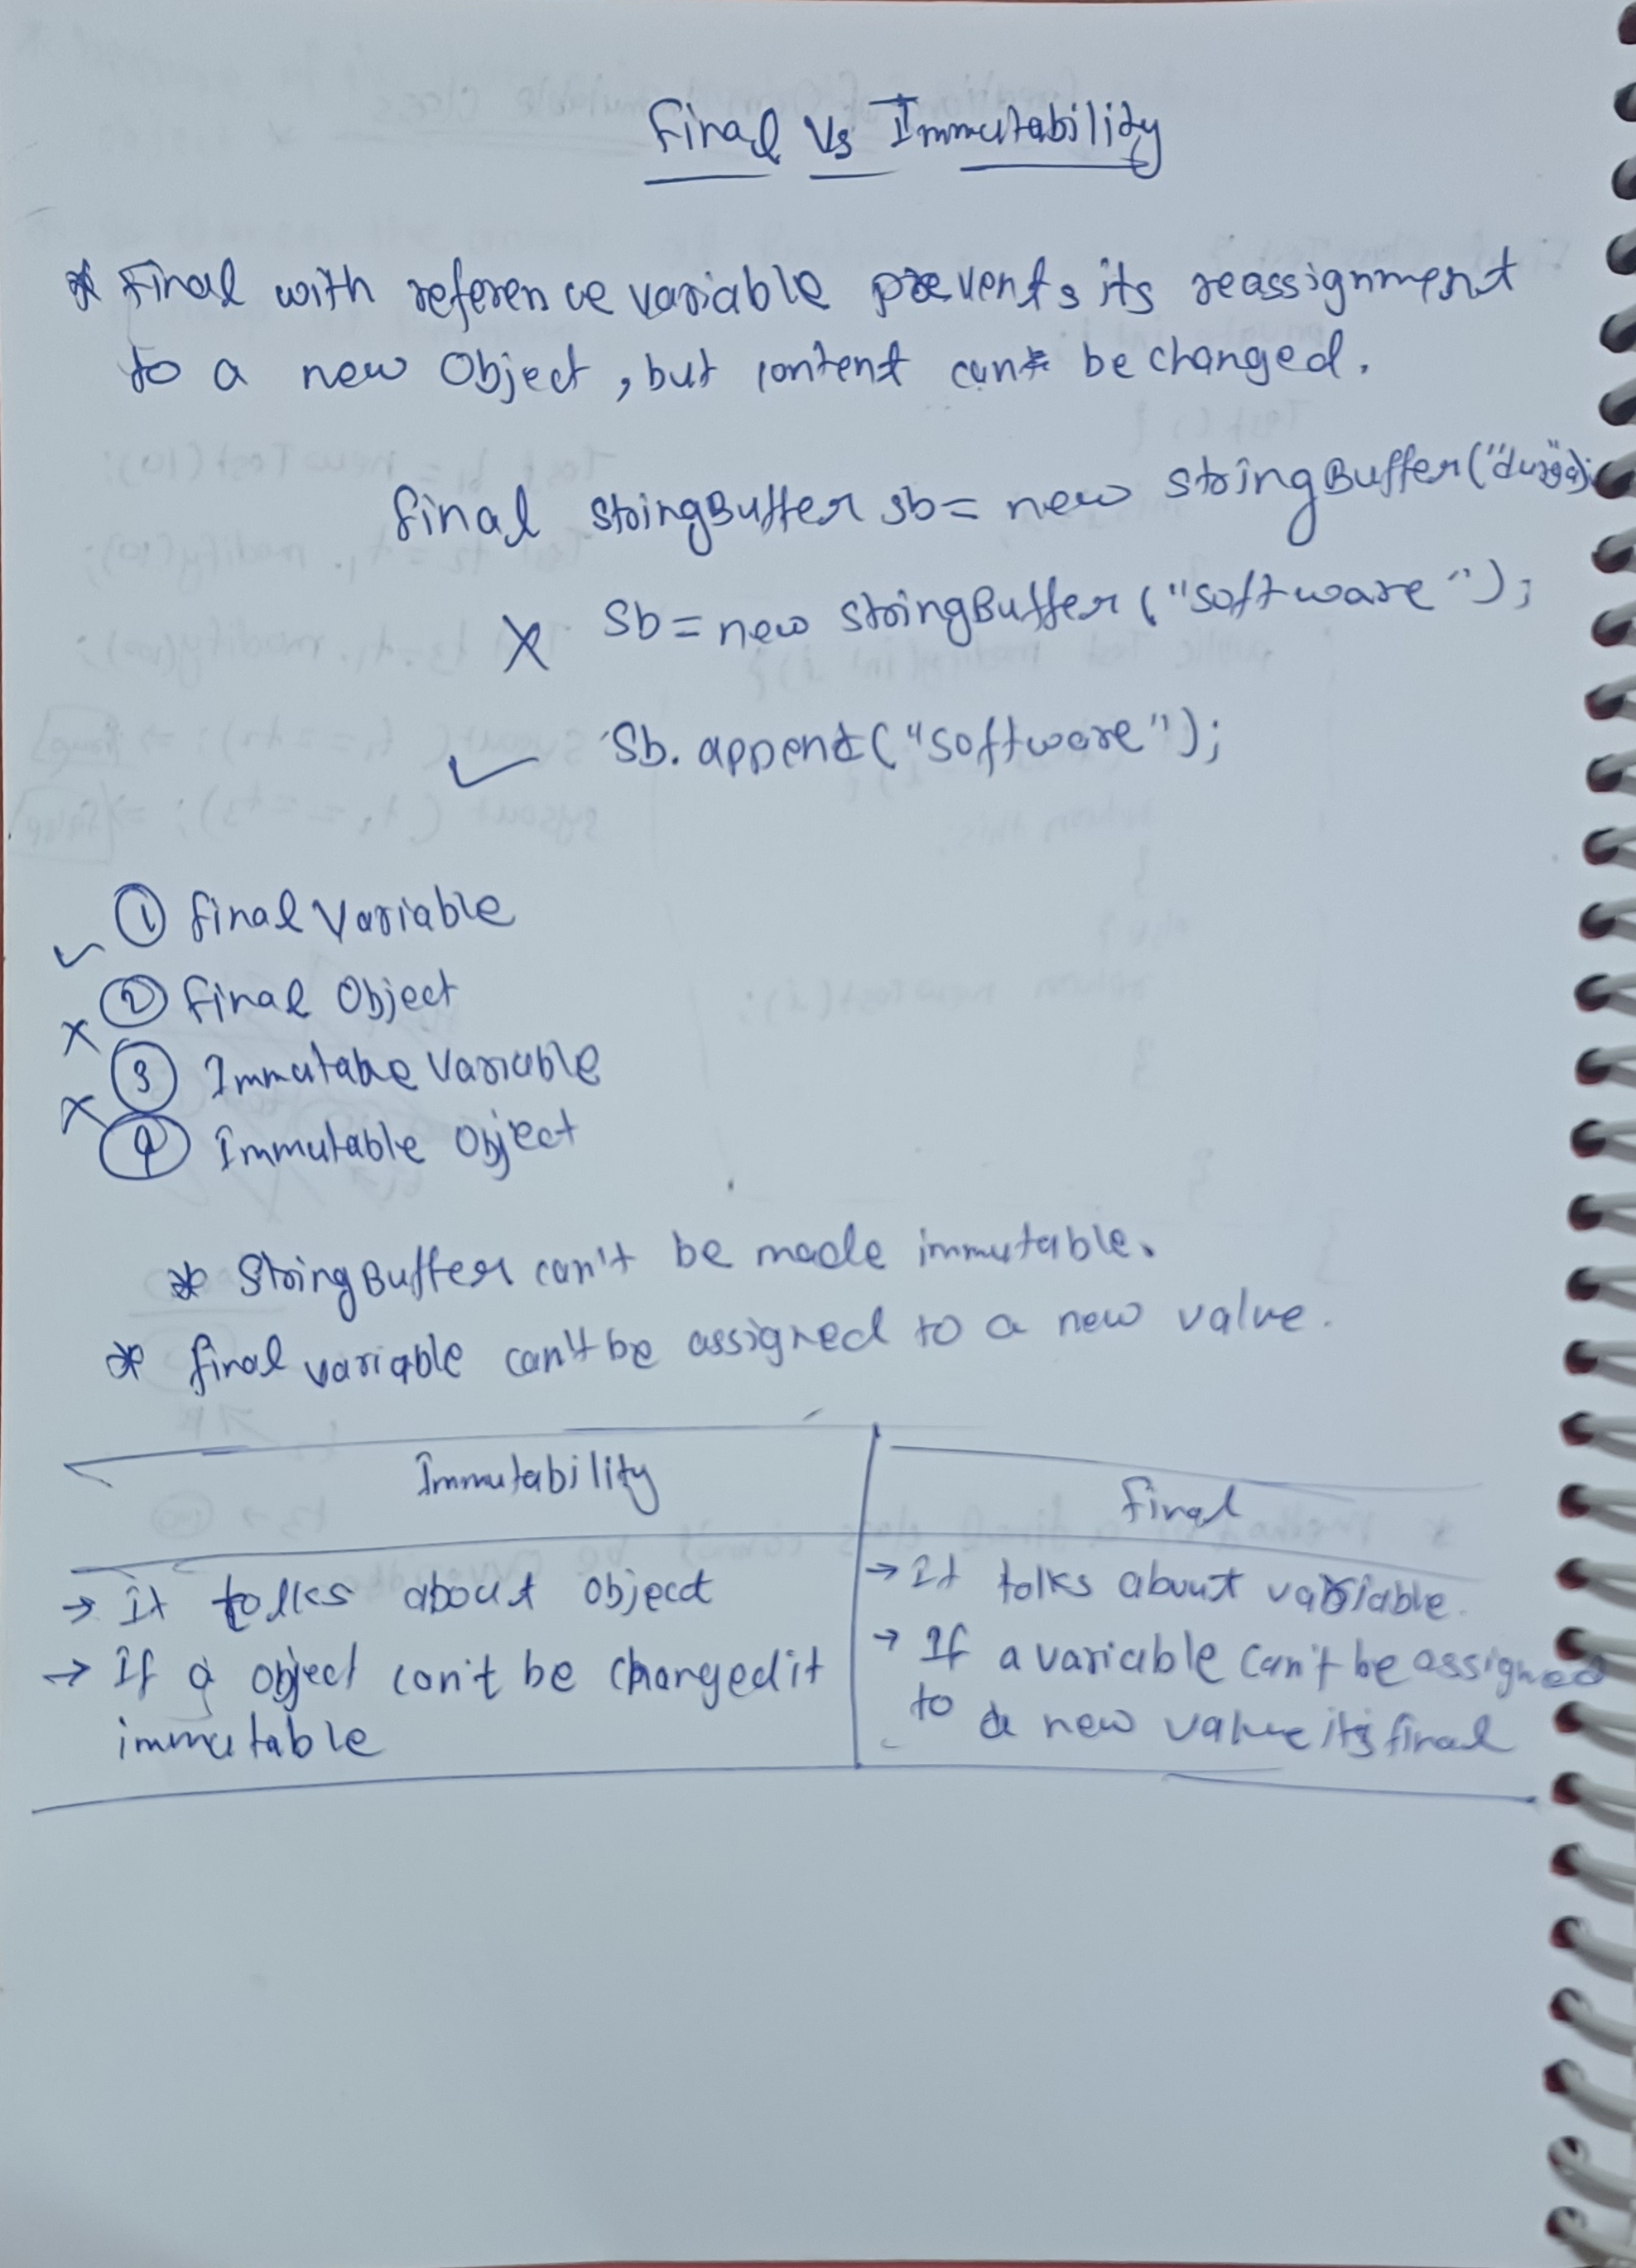 Final Vs Immutability
* Final with reference variable prevents its reassignment
to a new Object, but content can be changed.
final StringBuffer sb = new StringBuffer("durga");
X Sb = new StringBuffer ("software");
✓ Sb. append("software");
✓ ① final Variable
X ② final Object
X ③ Immutable Variable
④ Immutable Object
* StringBuffer can't be made immutable.
* final variable can't be assigned to a new value.
Immutability | final
→ It talks about object | → It talks about variable.
→ If a object can't be changed it | → If a variable can't be assigned
immutable | to a new value its final